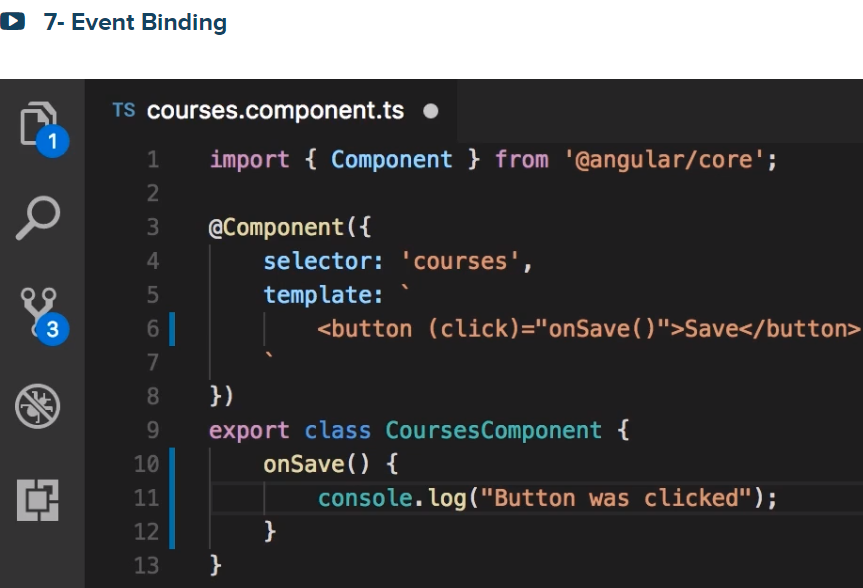 7- Event Binding
TS courses.component.ts
1
1 import { Component } from '@angular/core';
2
3 @Component({
4 selector: 'courses',
5 template: `
3
6 <button (click)="onSave()">Save</button>
7 `
8 })
9 export class CoursesComponent {
10 onSave() {
11 console.log("Button was clicked");
12 }
13 }